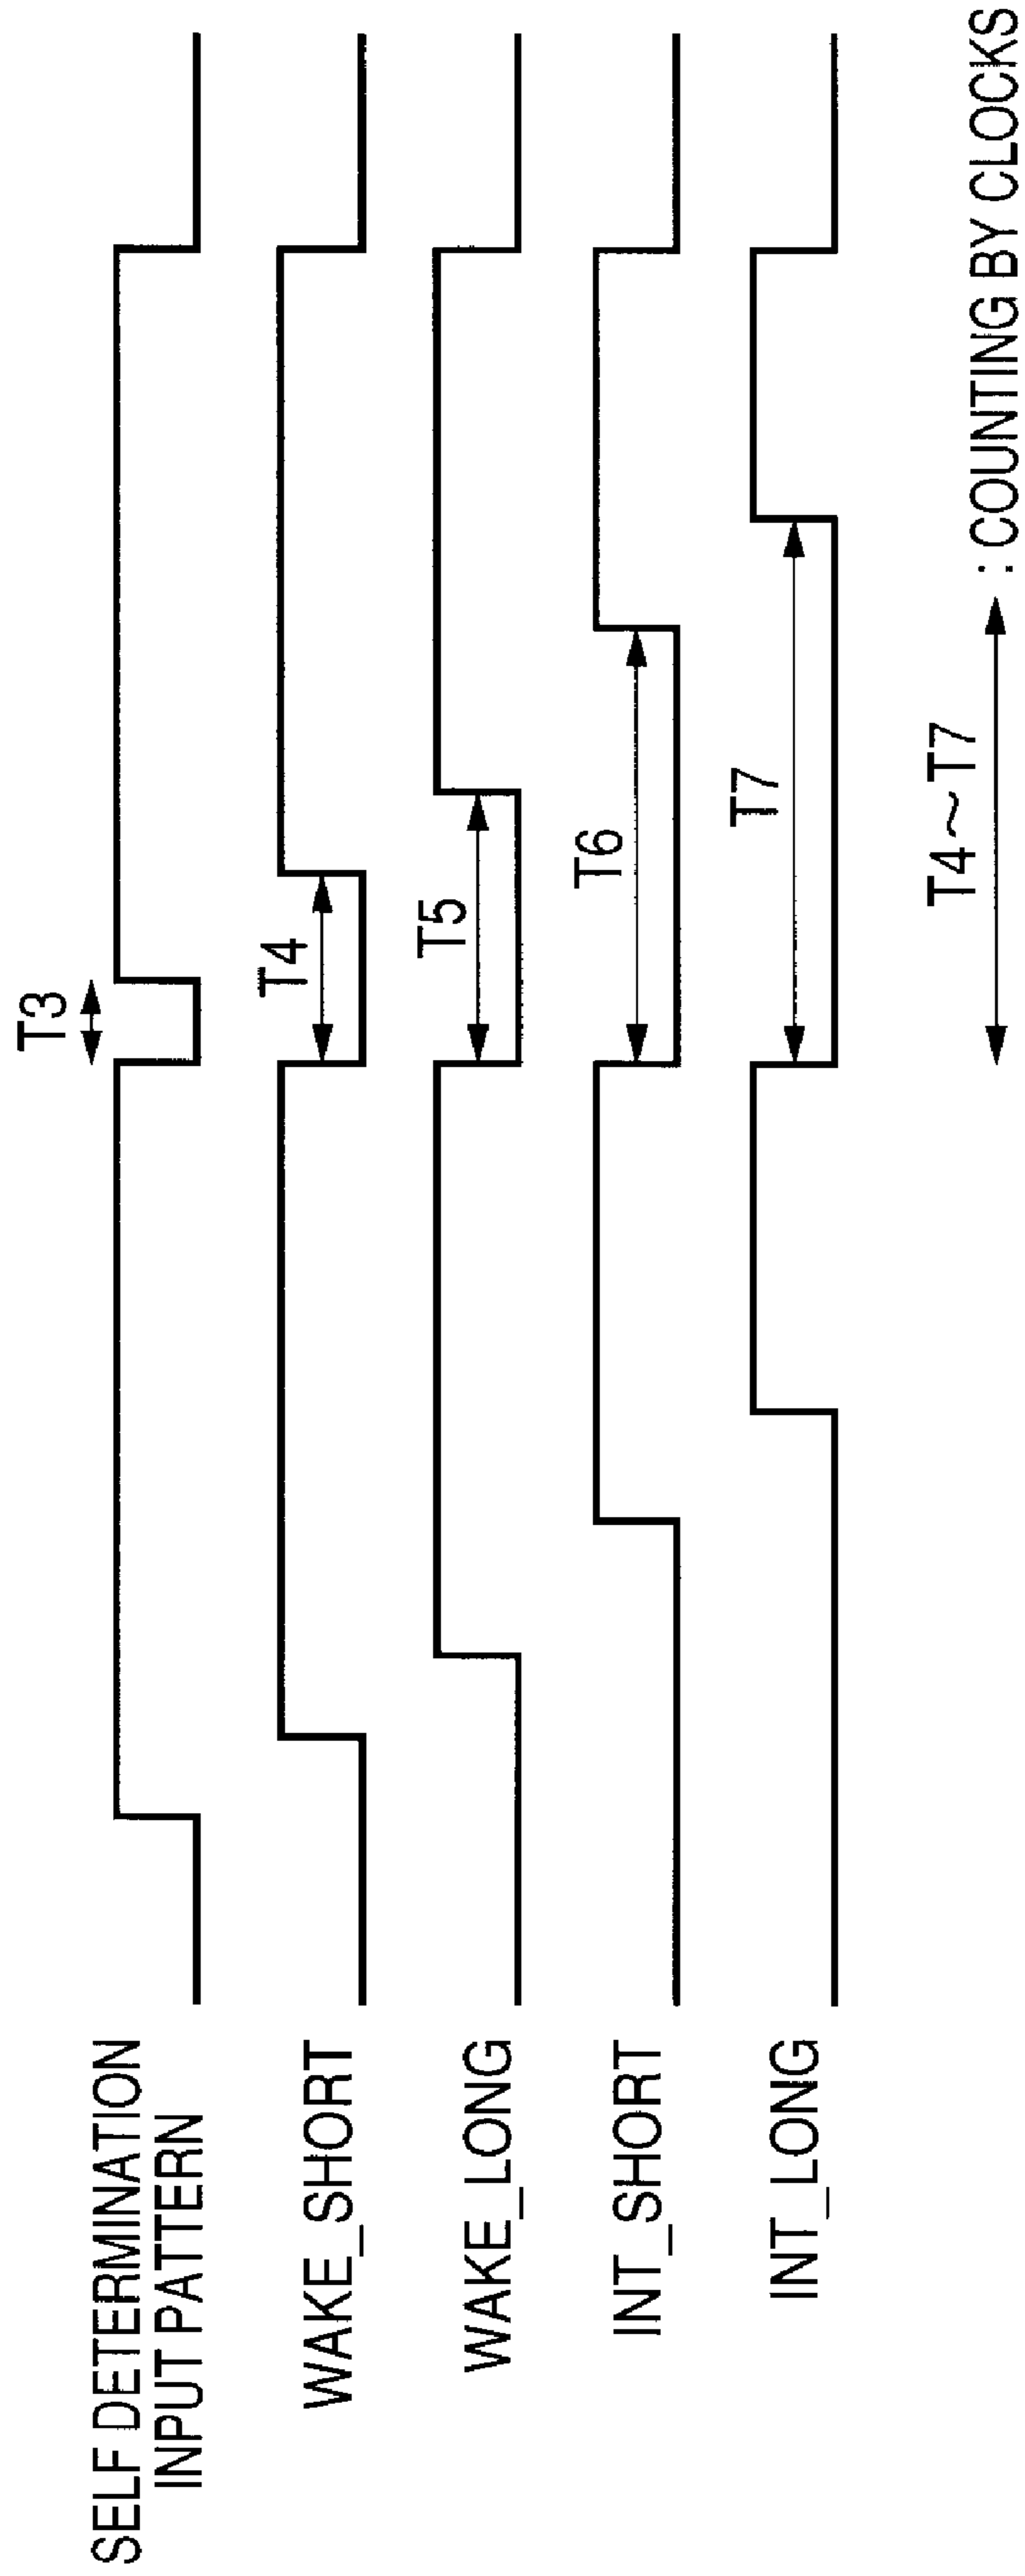 SELF DETERMINATION
INPUT PATTERN
T3
WAKE_SHORT
T4
WAKE_LONG
T5
INT_SHORT
T6
INT_LONG
T7
T4~T7
: COUNTING BY CLOCKS